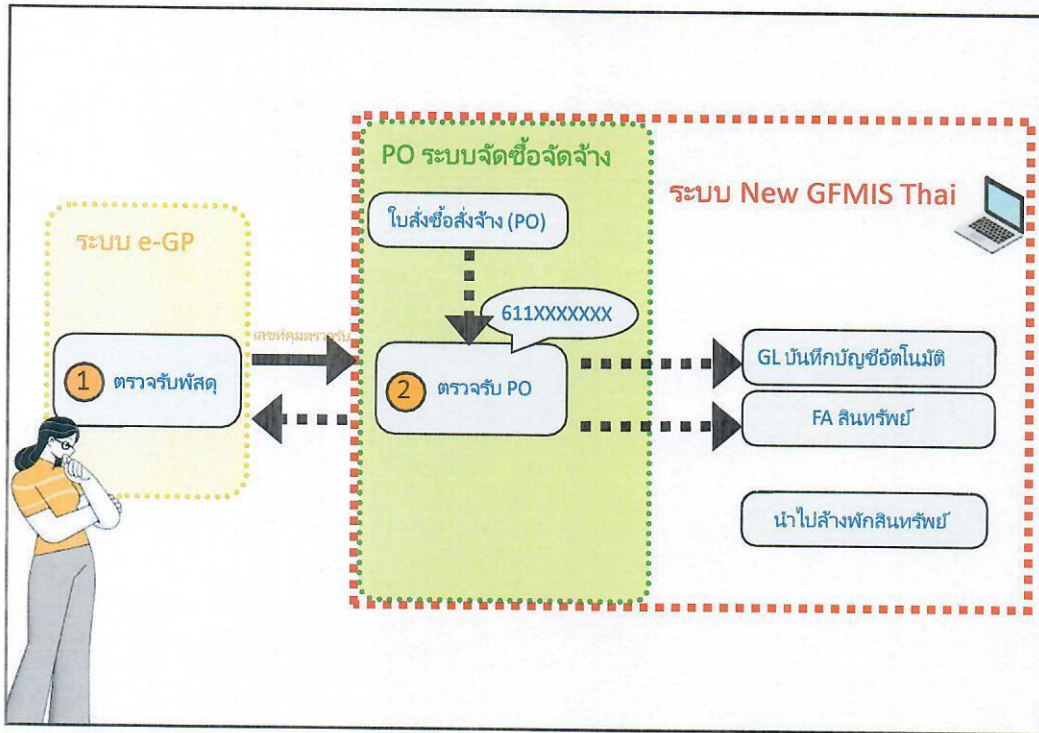 PO ระบบจัดซื้อจัดจ้าง
ระบบ New GFMIS Thai
ใบสั่งซื้อสั่งจ้าง (PO)
ระบบ e-GP
611XXXXXXX
เลขที่คุมตรวจรับ
1 ตรวจรับพัสดุ
2 ตรวจรับ PO
GL บันทึกบัญชีอัตโนมัติ
FA สินทรัพย์
นำไปล้างพักสินทรัพย์